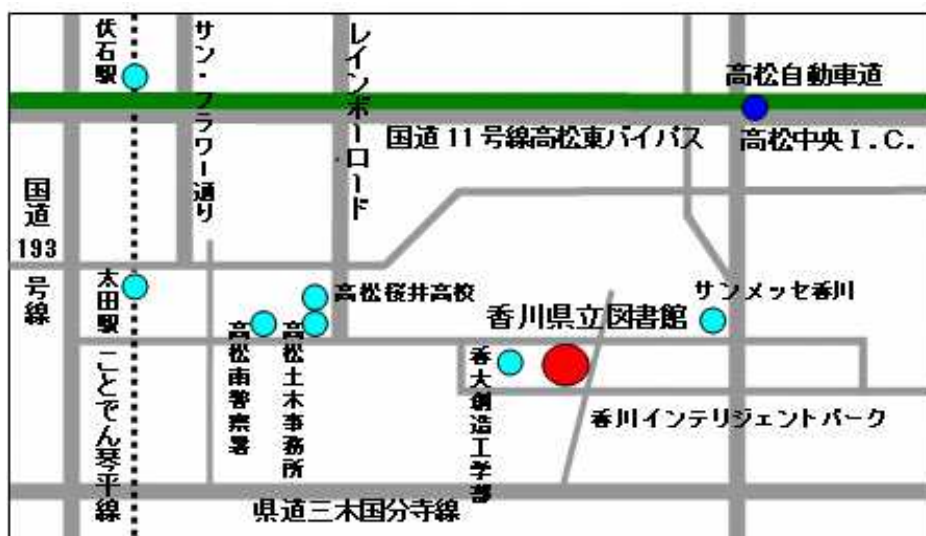 伏石駅
サン・フラワー通り
レインボーロード
高松自動車道
国道11号線高松東バイパス
高松中央I.C.
国道
193
号線
太田駅
高松桜井高校
サンメッセ香川
香川県立図書館
高松南警察署
高松土木事務所
香大創造工学部
香川インテリジェントパーク
ことでん琴平線
県道三木国分寺線